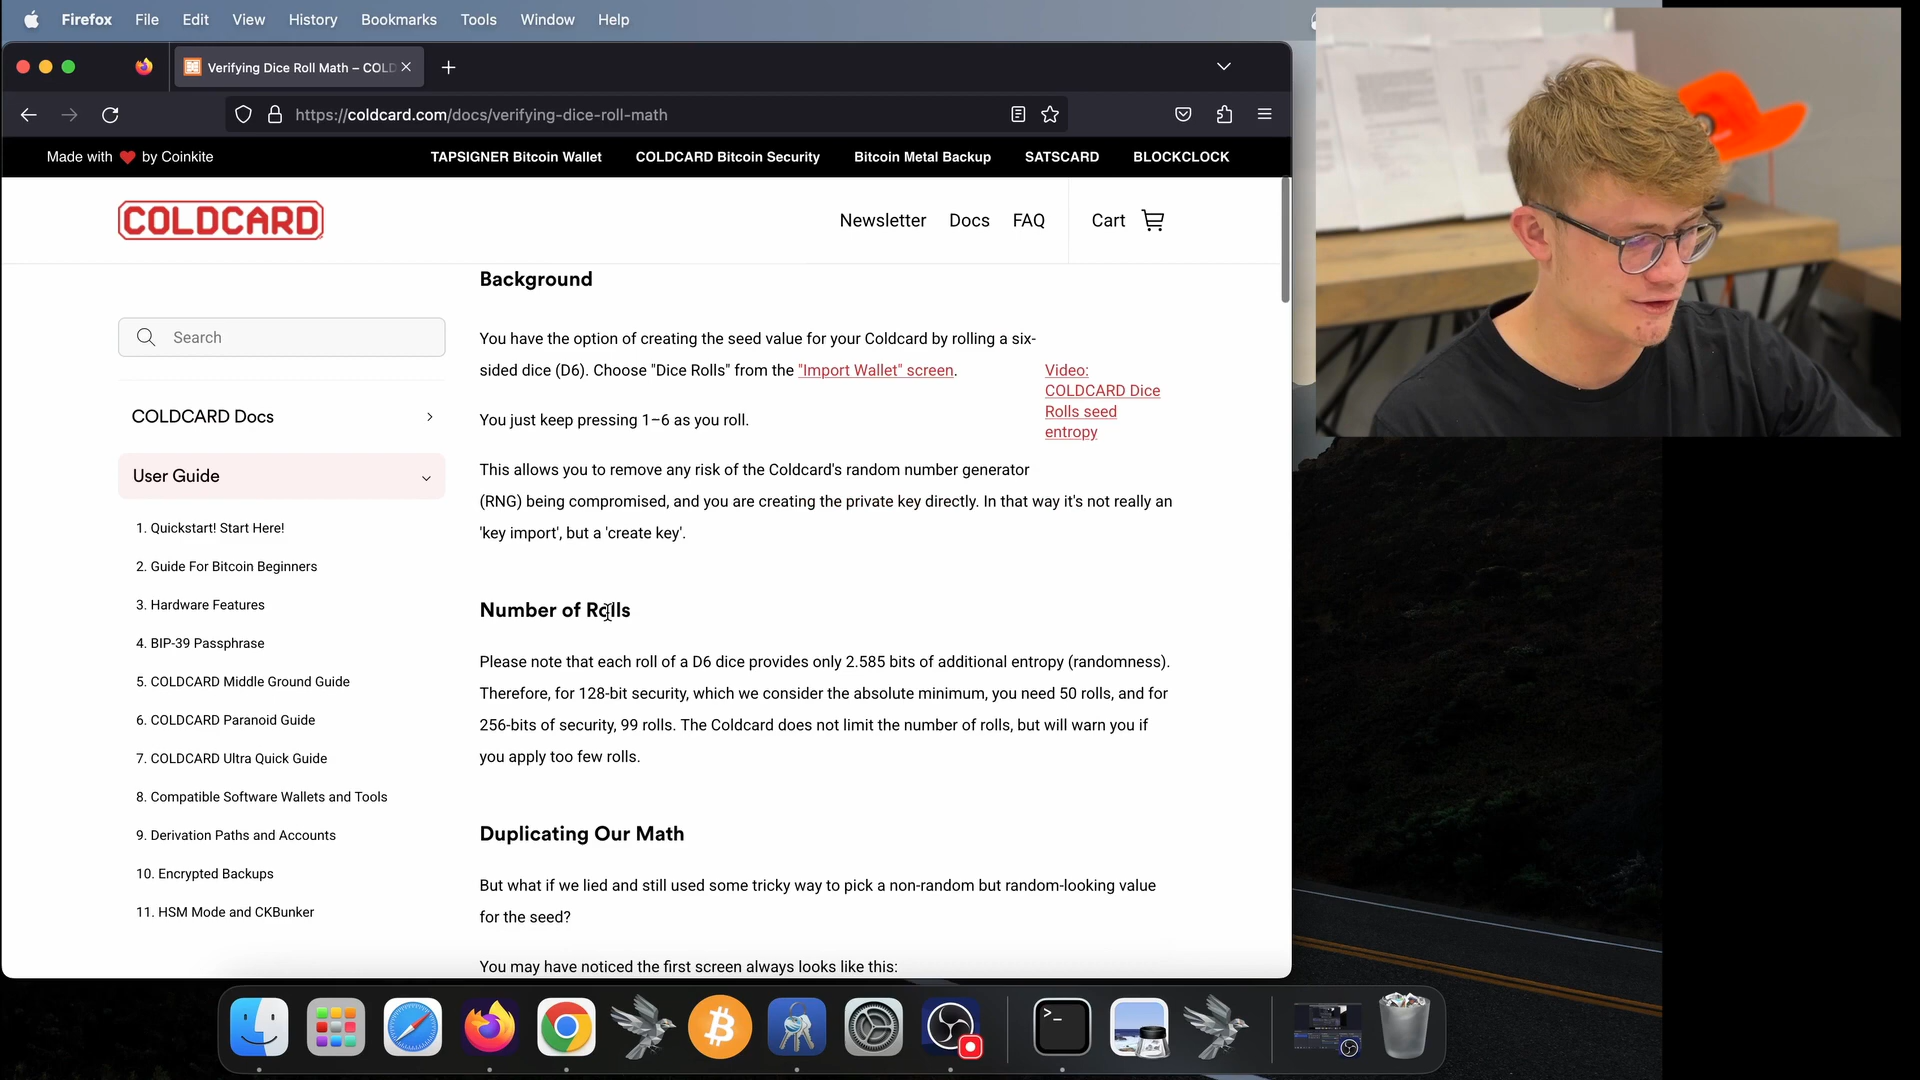 Firefox File Edit View History Bookmarks Tools Window Help
Verifying Dice Roll Math – COLD
https://coldcard.com/docs/verifying-dice-roll-math
Made with by Coinkite
TAPSIGNER Bitcoin Wallet COLDCARD Bitcoin Security Bitcoin Metal Backup SATSCARD BLOCKCLOCK
COLDCARD
Newsletter Docs FAQ Cart
Search
COLDCARD Docs
User Guide
1. Quickstart! Start Here!
2. Guide For Bitcoin Beginners
3. Hardware Features
4. BIP-39 Passphrase
5. COLDCARD Middle Ground Guide
6. COLDCARD Paranoid Guide
7. COLDCARD Ultra Quick Guide
8. Compatible Software Wallets and Tools
9. Derivation Paths and Accounts
10. Encrypted Backups
11. HSM Mode and CKBunker
Background
You have the option of creating the seed value for your Coldcard by rolling a six-
sided dice (D6). Choose "Dice Rolls" from the "Import Wallet" screen.
Video:
COLDCARD Dice
Rolls seed
entropy
You just keep pressing 1–6 as you roll.
This allows you to remove any risk of the Coldcard's random number generator
(RNG) being compromised, and you are creating the private key directly. In that way it's not really an
'key import', but a 'create key'.
Number of Rolls
Please note that each roll of a D6 dice provides only 2.585 bits of additional entropy (randomness).
Therefore, for 128-bit security, which we consider the absolute minimum, you need 50 rolls, and for
256-bits of security, 99 rolls. The Coldcard does not limit the number of rolls, but will warn you if
you apply too few rolls.
Duplicating Our Math
But what if we lied and still used some tricky way to pick a non-random but random-looking value
for the seed?
You may have noticed the first screen always looks like this: